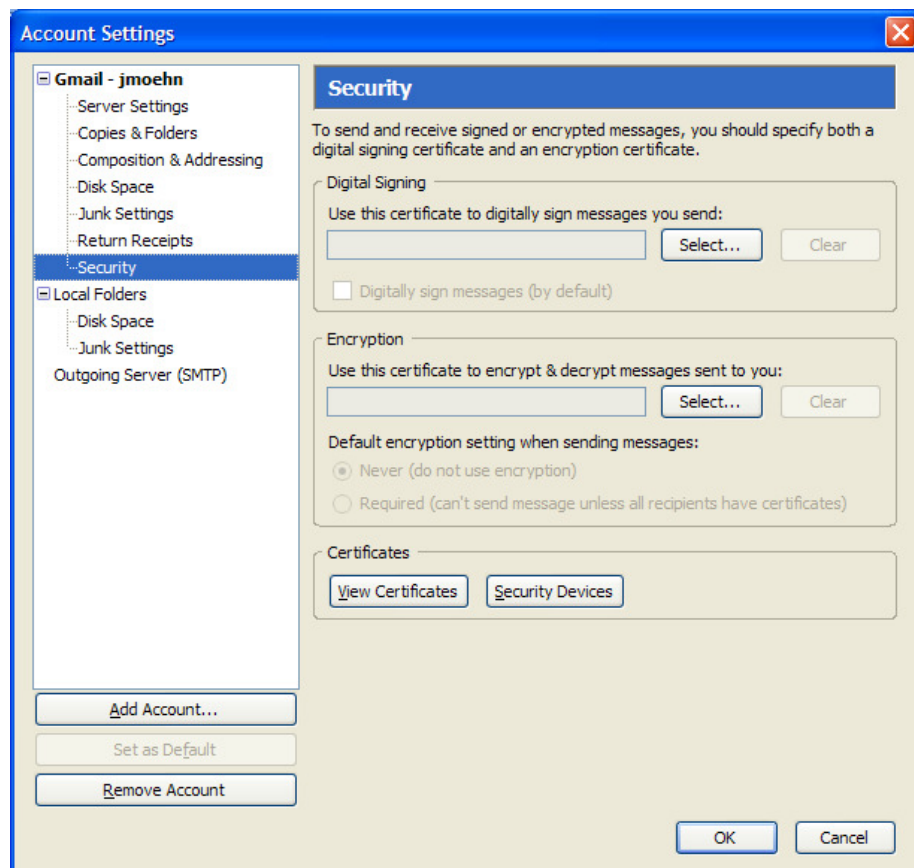 Account Settings
Gmail - jmoehn
Server Settings
Copies & Folders
Composition & Addressing
Disk Space
Junk Settings
Return Receipts
Security
Local Folders
Disk Space
Junk Settings
Outgoing Server (SMTP)
Add Account...
Set as Default
Remove Account
Security
To send and receive signed or encrypted messages, you should specify both a
digital signing certificate and an encryption certificate.
Digital Signing
Use this certificate to digitally sign messages you send:
Select...
Clear
Digitally sign messages (by default)
Encryption
Use this certificate to encrypt & decrypt messages sent to you:
Select...
Clear
Default encryption setting when sending messages:
Never (do not use encryption)
Required (can't send message unless all recipients have certificates)
Certificates
View Certificates
Security Devices
OK
Cancel